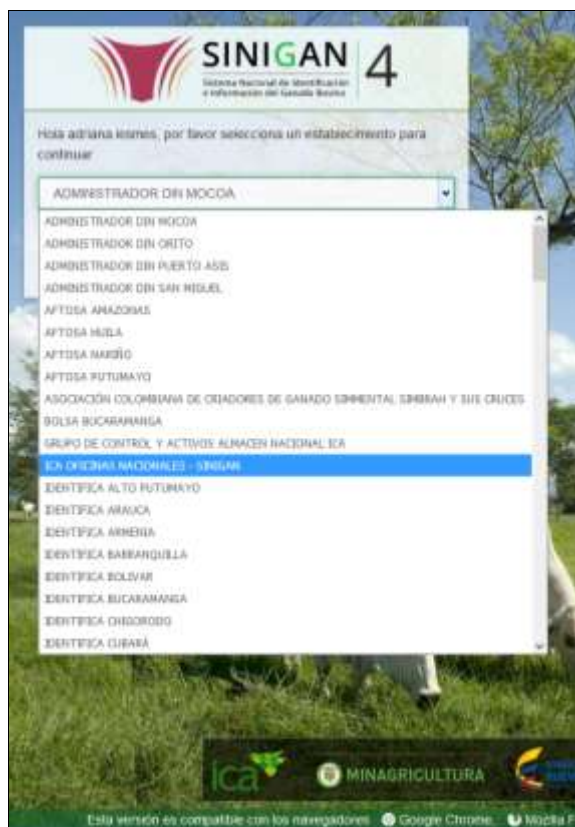 SINIGAN 4
Sistema Nacional de Identificación
e Información del Ganado Bovino
Hola adriana lesmes, por favor selecciona un establecimiento para
continuar
ADMINISTRADOR DIN MOCOA
ADMINISTRADOR DIN MOCOA
ADMINISTRADOR DIN ORITO
ADMINISTRADOR DIN PUERTO ASIS
ADMINISTRADOR DIN SAN MIGUEL
AFTOSA AMAZONAS
AFTOSA HUILA
AFTOSA NARIÑO
AFTOSA PUTUMAYO
ASOCIACIÓN COLOMBIANA DE CRIADORES DE GANADO SIMMENTAL SIMBRAH Y SUS CRUCES
BOLSA BUCARAMANGA
GRUPO DE CONTROL Y ACTIVOS ALMACEN NACIONAL ICA
ICA OFICINAS NACIONALES - SINIGAN
IDENTIFICA ALTO PUTUMAYO
IDENTIFICA ARAUCA
IDENTIFICA ARMENIA
IDENTIFICA BARRANQUILLA
IDENTIFICA BOLIVAR
IDENTIFICA BUCARAMANGA
IDENTIFICA CHIGORODO
IDENTIFICA CUBARÁ
ica
MINAGRICULTURA
Esta versión es compatible con los navegadores Google Chrome, Mozilla F